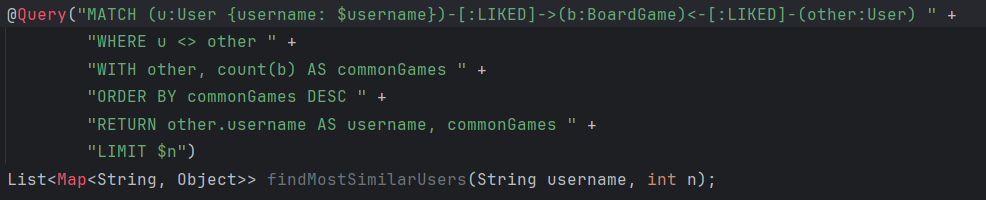 @Query("MATCH (u:User {username: $username})-[:LIKED]->(b:BoardGame)<-[:LIKED]-(other:User) " +
"WHERE u <> other " +
"WITH other, count(b) AS commonGames " +
"ORDER BY commonGames DESC " +
"RETURN other.username AS username, commonGames " +
"LIMIT $n")
List<Map<String, Object>> findMostSimilarUsers(String username, int n);